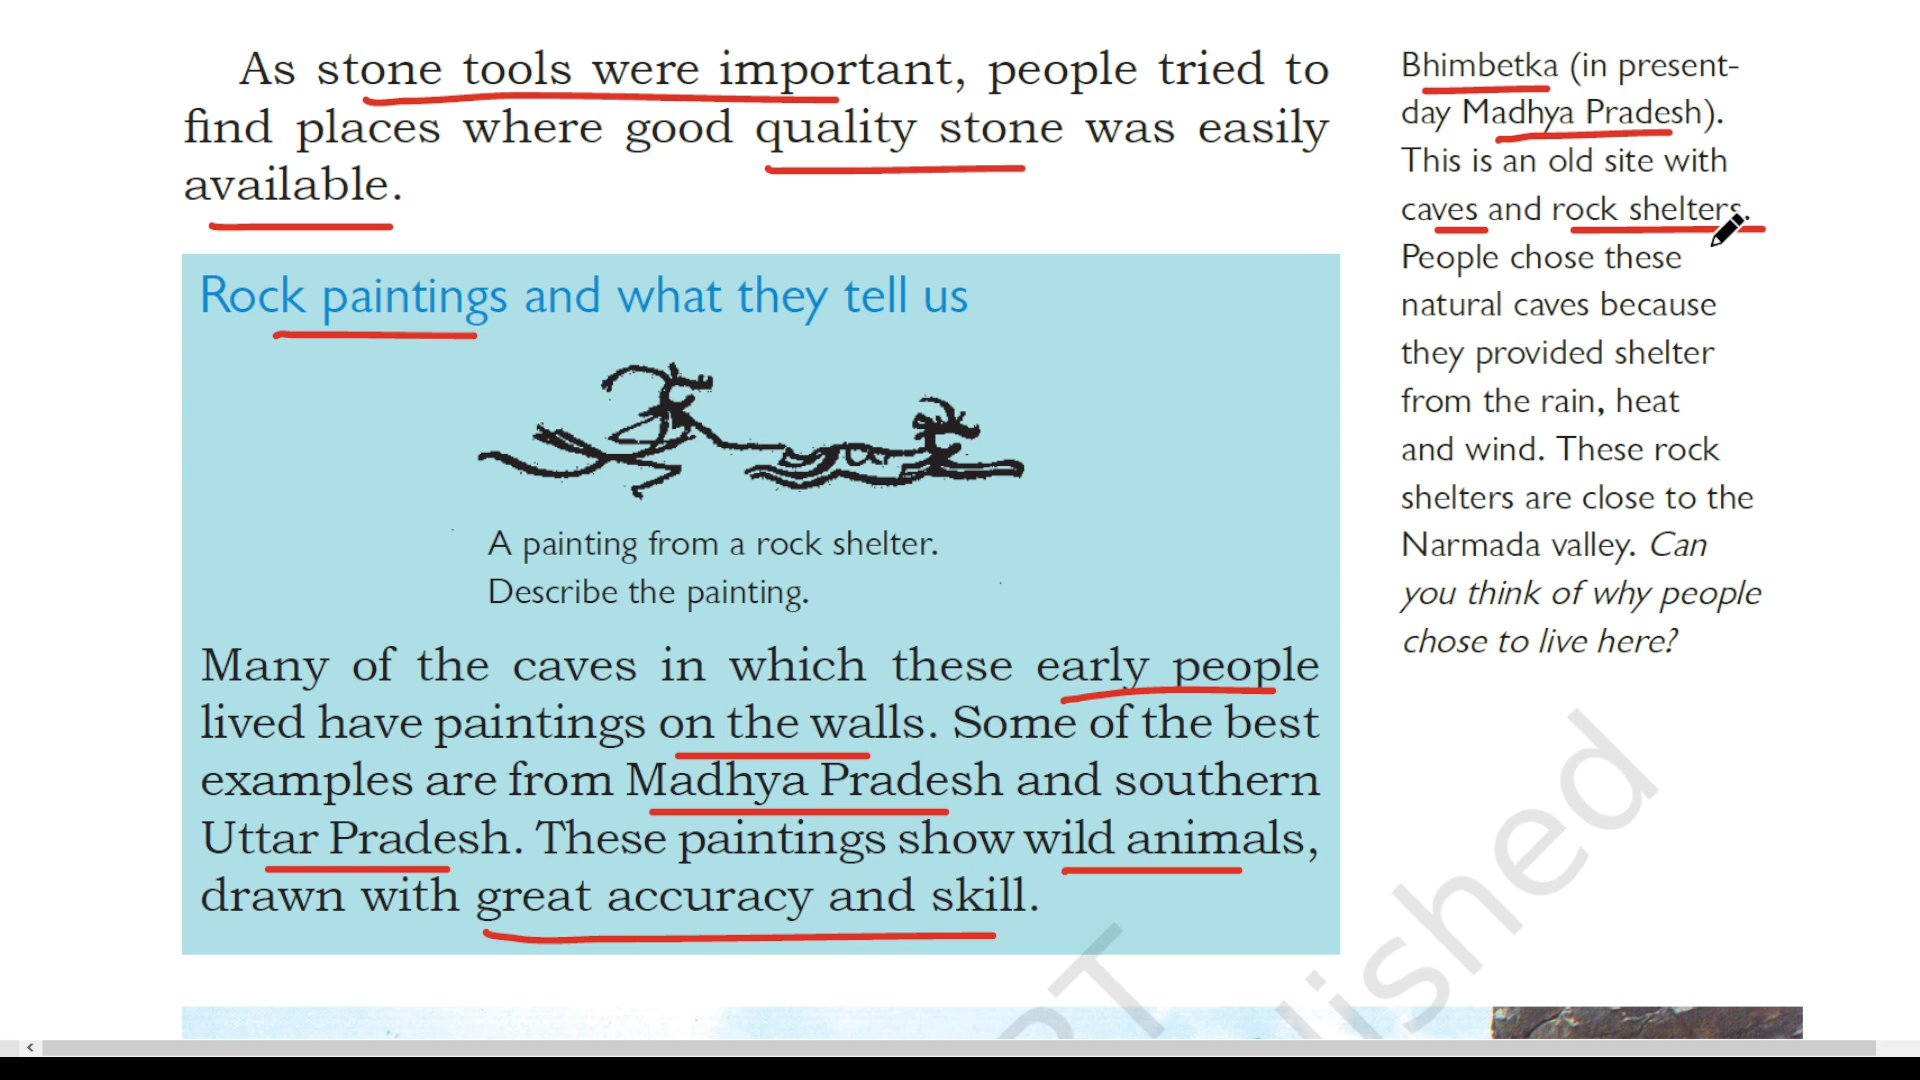 As stone tools were important, people tried to
find places where good quality stone was easily
available.
Rock paintings and what they tell us
A painting from a rock shelter.
Describe the painting.
Many of the caves in which these early people
lived have paintings on the walls. Some of the best
examples are from Madhya Pradesh and southern
Uttar Pradesh. These paintings show wild animals,
drawn with great accuracy and skill.
Bhimbetka (in present-
day Madhya Pradesh).
This is an old site with
caves and rock shelters.
People chose these
natural caves because
they provided shelter
from the rain, heat
and wind. These rock
shelters are close to the
Narmada valley. Can
you think of why people
chose to live here?